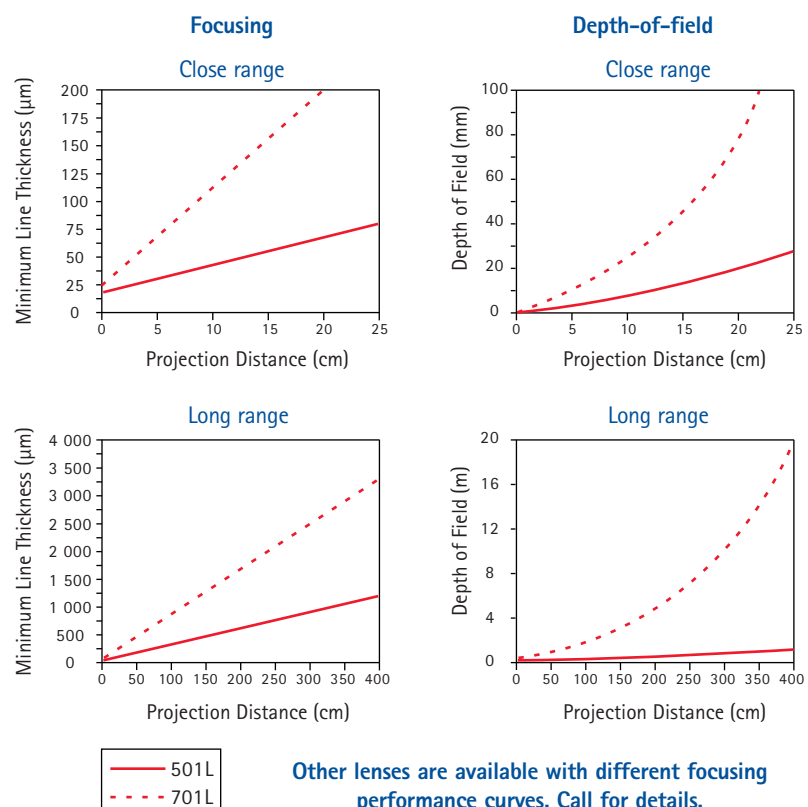 Focusing
Close range
Minimum Line Thickness (μm)
200
175
150
125
100
75
50
25
0
0 5 10 15 20 25
Projection Distance (cm)
Depth-of-field
Close range
Depth of Field (mm)
100
80
60
40
20
0
0 5 10 15 20 25
Projection Distance (cm)
Long range
Minimum Line Thickness (μm)
4 000
3 500
3 000
2 500
2 000
1 500
1 000
500
0
0 50 100 150 200 250 300 350 400
Projection Distance (cm)
Long range
Depth of Field (m)
20
16
12
8
4
0
0 50 100 150 200 250 300 350 400
Projection Distance (cm)
501L
701L
Other lenses are available with different focusing
performance curves. Call for details.